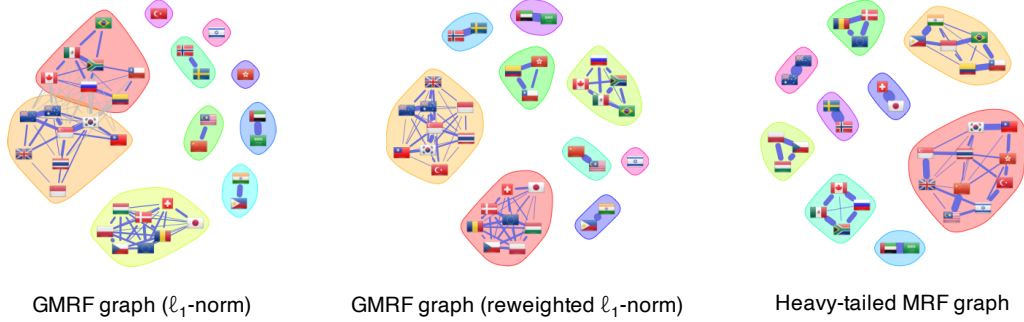 GMRF graph (ℓ₁-norm)
GMRF graph (reweighted ℓ₁-norm)
Heavy-tailed MRF graph